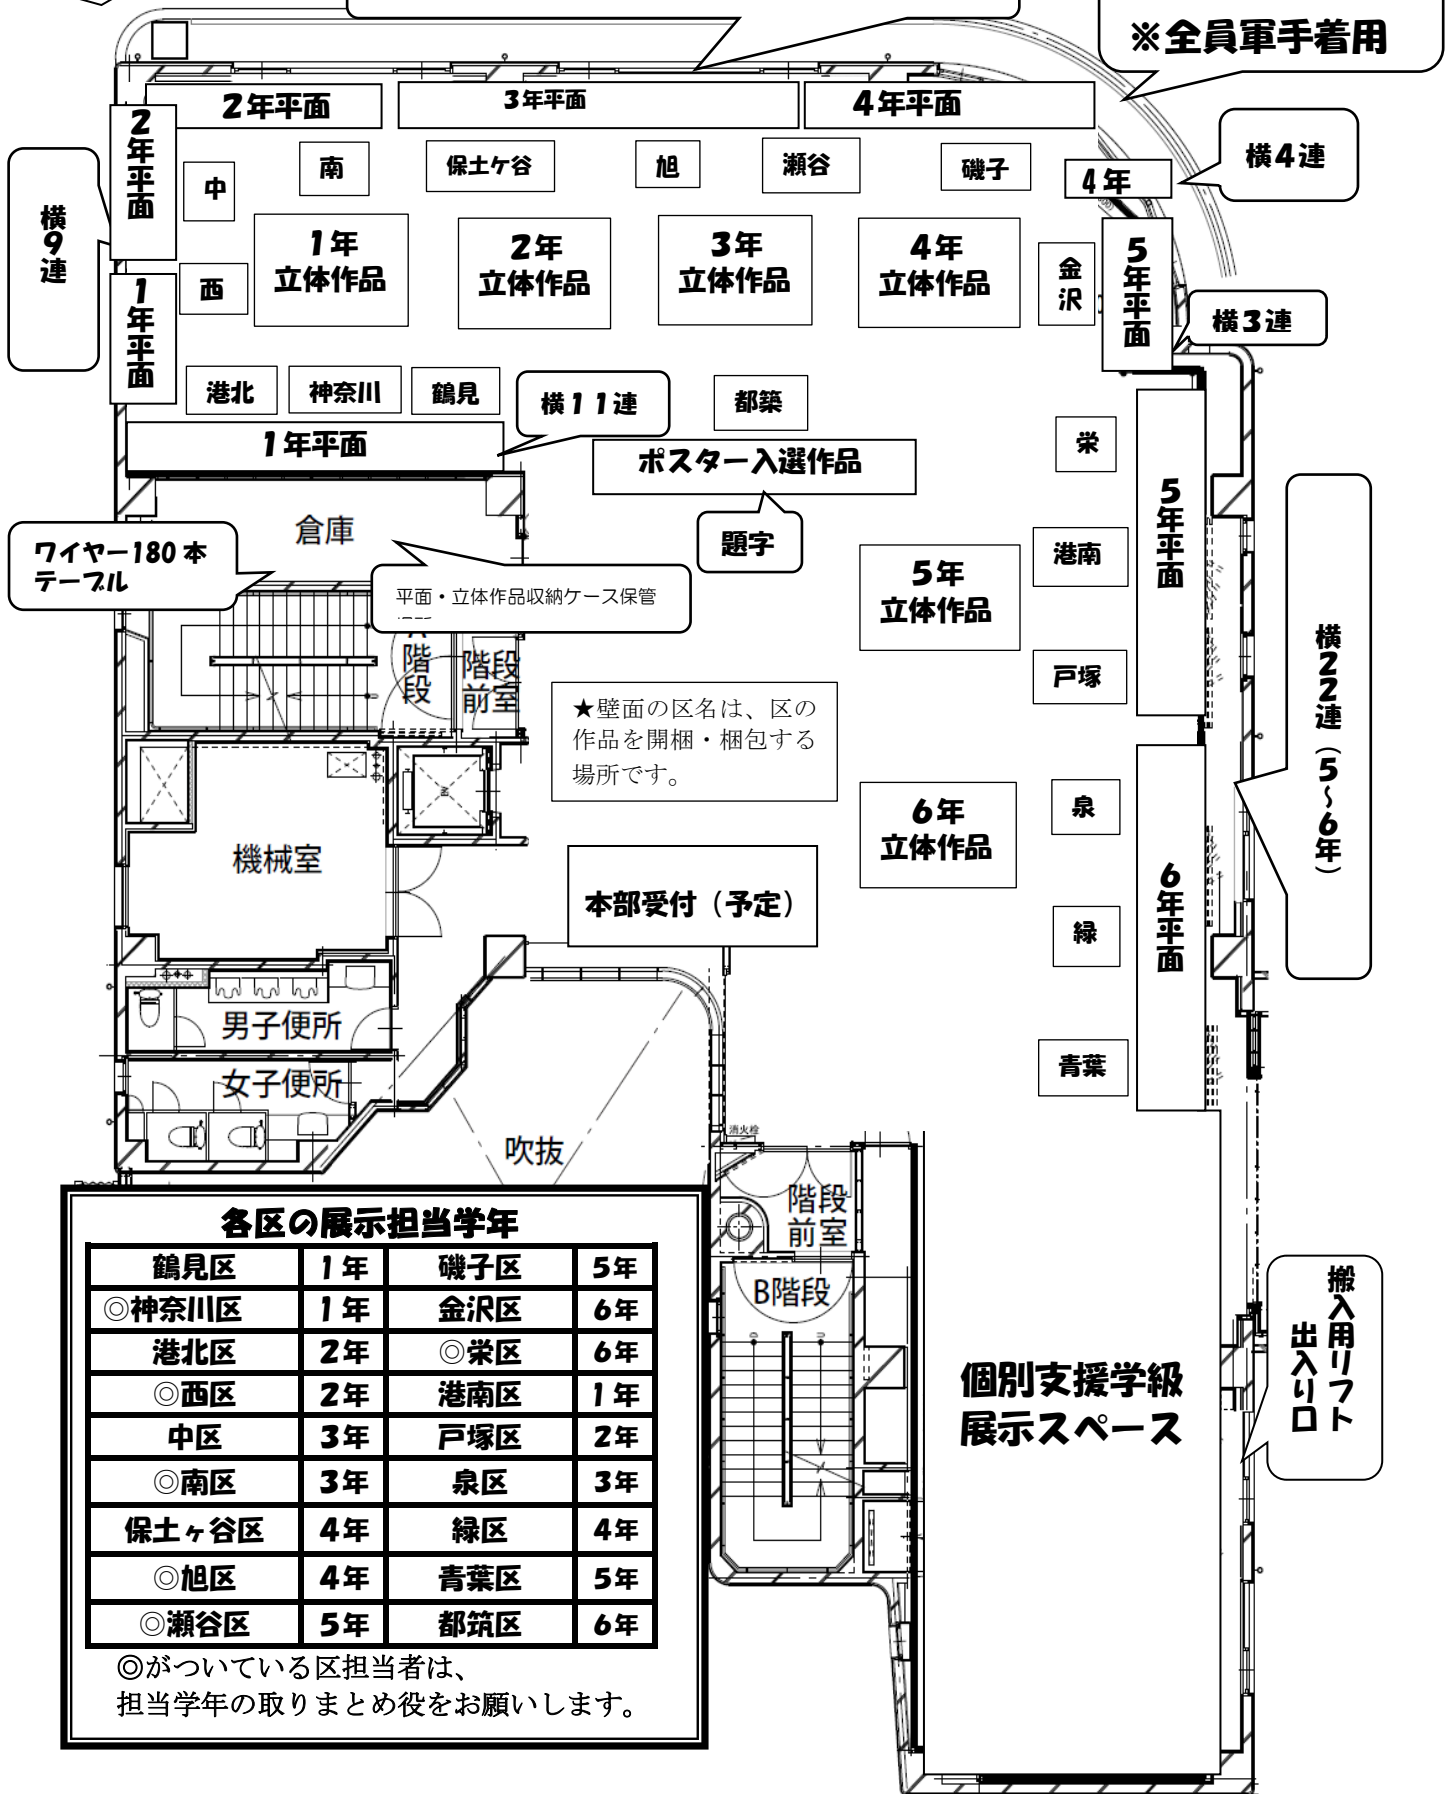 ※全員軍手着用
2年平面
3年平面
4年平面
2年平面
中
南
保土ケ谷
旭
瀬谷
磯子
4年
横4連
横9連
1年
立体作品
2年
立体作品
3年
立体作品
4年
立体作品
金沢
5年平面
西
1年平面
横3連
港北
神奈川
鶴見
横11連
都築
1年平面
ポスター入選作品
題字
栄
5年平面
倉庫
ワイヤー180本
テーブル
平面・立体作品収納ケース保管
A階段
階段
前室
5年
立体作品
港南
戸塚
横22連(5~6年)
★壁面の区名は、区の
作品を開梱・梱包する
場所です。
EV
機械室
6年
立体作品
泉
6年平面
本部受付(予定)
緑
男子便所
女子便所
青葉
吹抜
消火栓
階段
前室
B階段
D
U
個別支援学級
展示スペース
搬入用リフト
出入り口
各区の展示担当学年
鶴見区 1年 磯子区 5年
◎神奈川区 1年 金沢区 6年
港北区 2年 ◎栄区 6年
◎西区 2年 港南区 1年
中区 3年 戸塚区 2年
◎南区 3年 泉区 3年
保土ヶ谷区 4年 緑区 4年
◎旭区 4年 青葉区 5年
◎瀬谷区 5年 都筑区 6年
◎がついている区担当者は、
担当学年の取りまとめ役をお願いします。